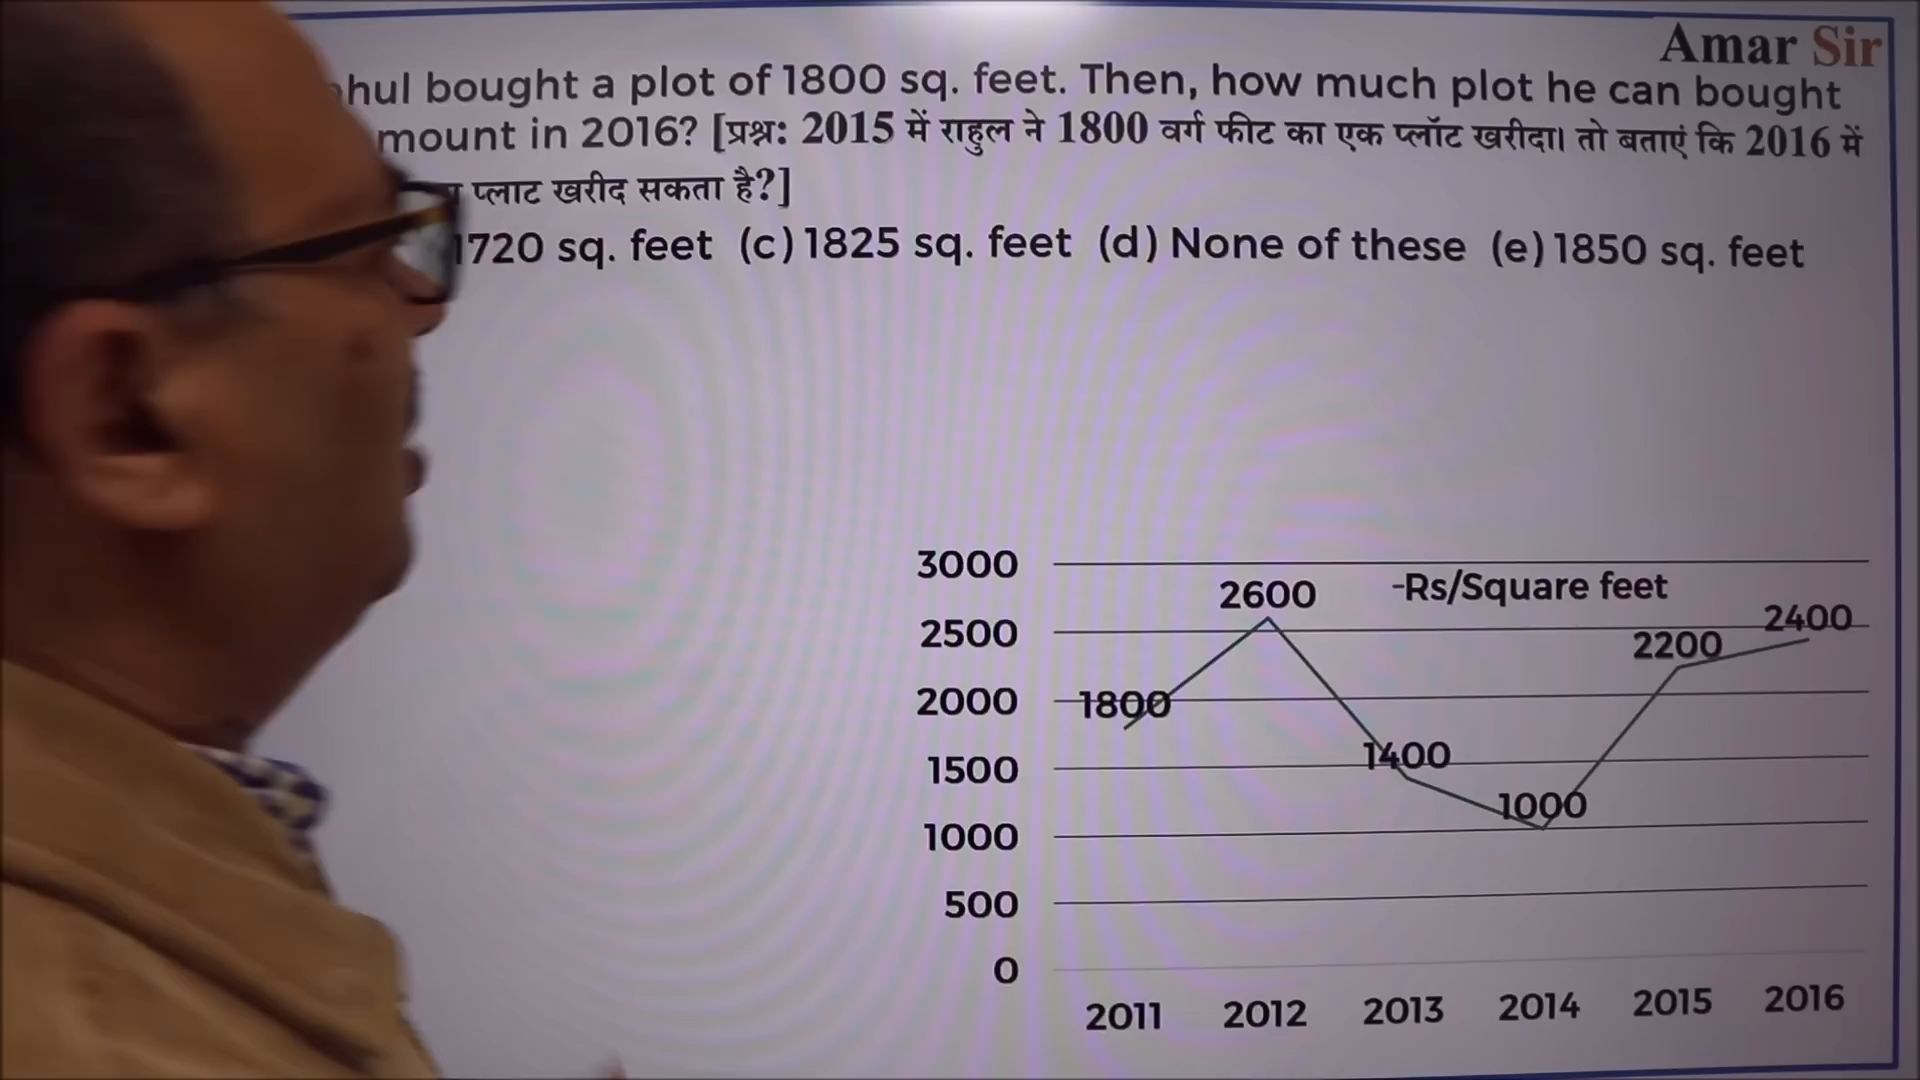 Amar Sir
bought a plot of 1800 sq. feet. Then, how much plot he can bought
in 2016? [प्रश्न: 2015 में राहुल ने 1800 वर्ग फीट का एक प्लॉट खरीदा। तो बताएं कि 2016 में
प्लाट खरीद सकता है?]
1720 sq. feet (c) 1825 sq. feet (d) None of these (e) 1850 sq. feet
3000
2600 -Rs/Square feet
2500 2200 2400
2000 1800
1500 1400
1000 1000
500
0
2011 2012 2013 2014 2015 2016